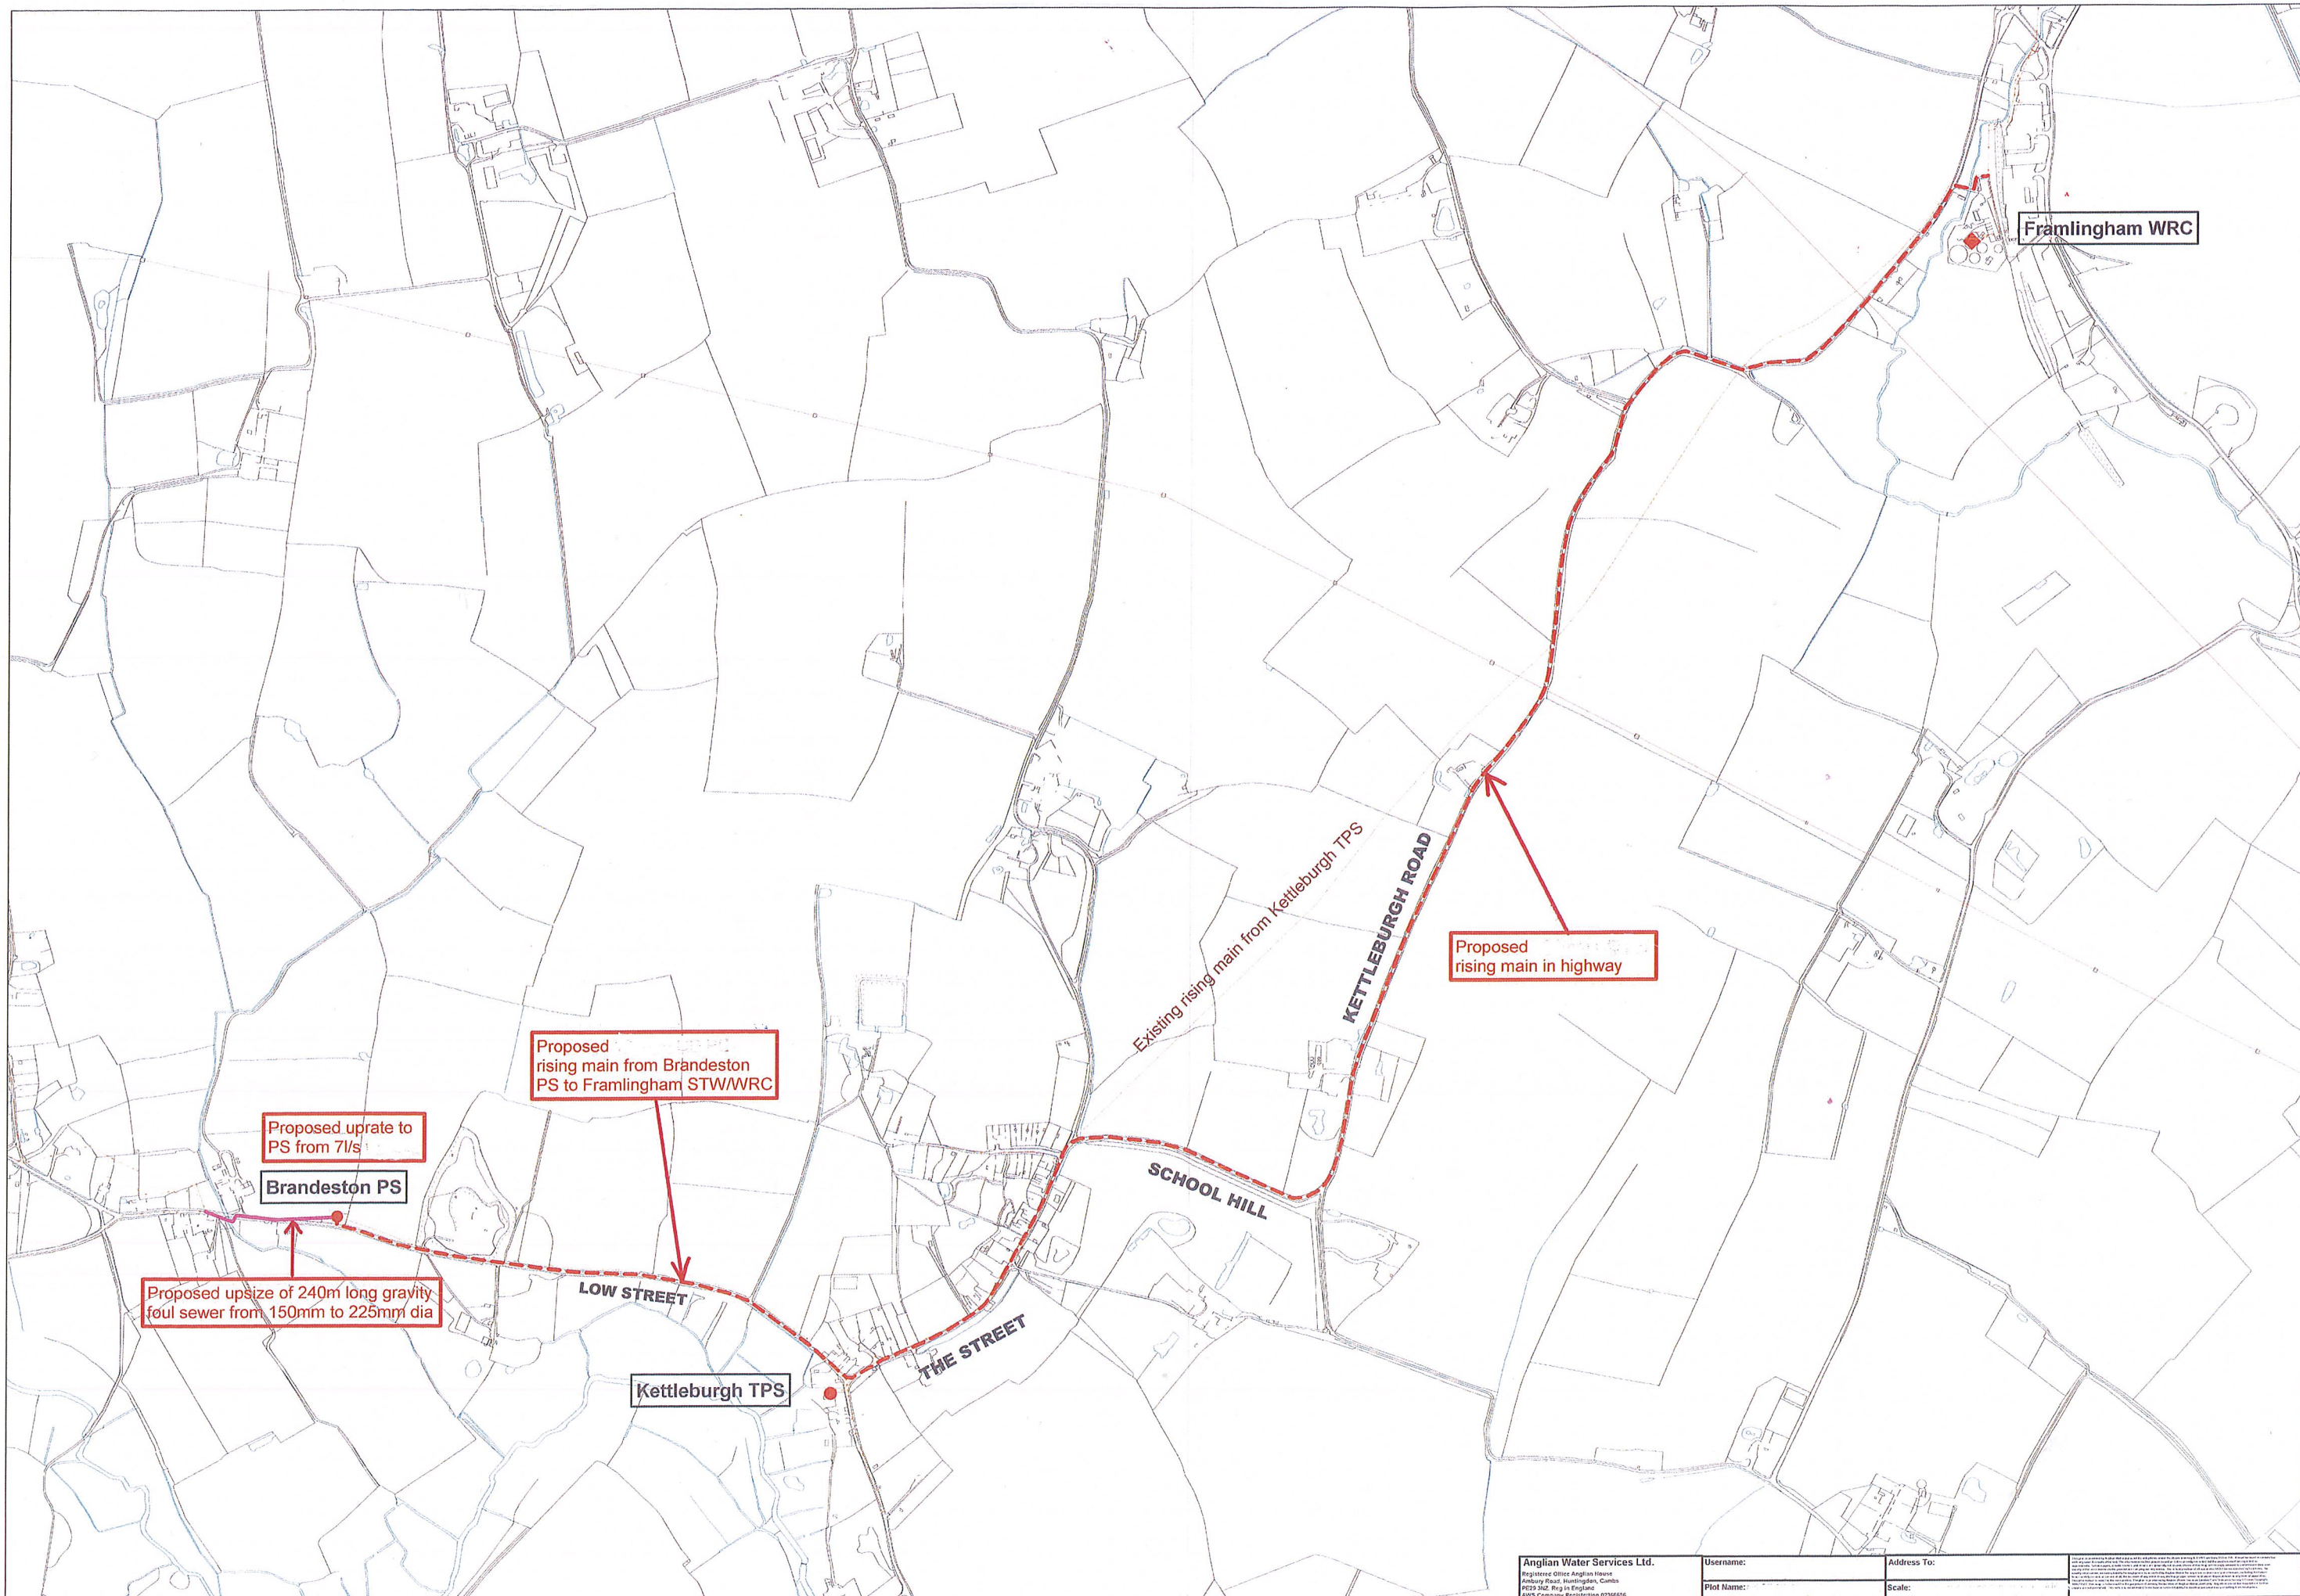 Framlingham WRC
Existing rising main from Kettleburgh TPS
KETTLEBURGH ROAD
Proposed
rising main in highway
Proposed
rising main from Brandeston
PS to Framlingham STW/WRC
Proposed uprate to
PS from 7l/s
Brandeston PS
SCHOOL HILL
Proposed upsize of 240m long gravity
foul sewer from 150mm to 225mm dia
LOW STREET
THE STREET
Kettleburgh TPS
Anglian Water Services Ltd.
Registered Office Anglian House
Ambury Road, Huntingdon, Cambs
PE29 3NZ. Reg in England
Username:
Address To:
Plot Name:
Scale: